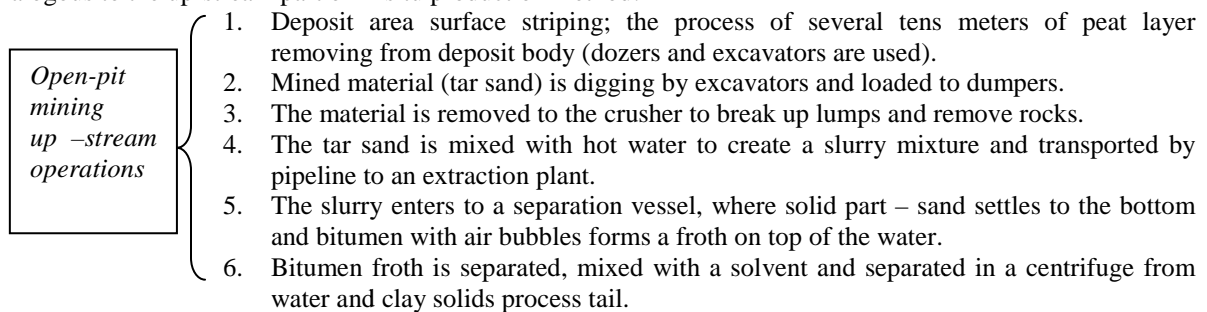 Open-pit
mining
up –stream
operations
1. Deposit area surface striping; the process of several tens meters of peat layer
removing from deposit body (dozers and excavators are used).
2. Mined material (tar sand) is digging by excavators and loaded to dumpers.
3. The material is removed to the crusher to break up lumps and remove rocks.
4. The tar sand is mixed with hot water to create a slurry mixture and transported by
pipeline to an extraction plant.
5. The slurry enters to a separation vessel, where solid part – sand settles to the bottom
and bitumen with air bubbles forms a froth on top of the water.
6. Bitumen froth is separated, mixed with a solvent and separated in a centrifuge from
water and clay solids process tail.